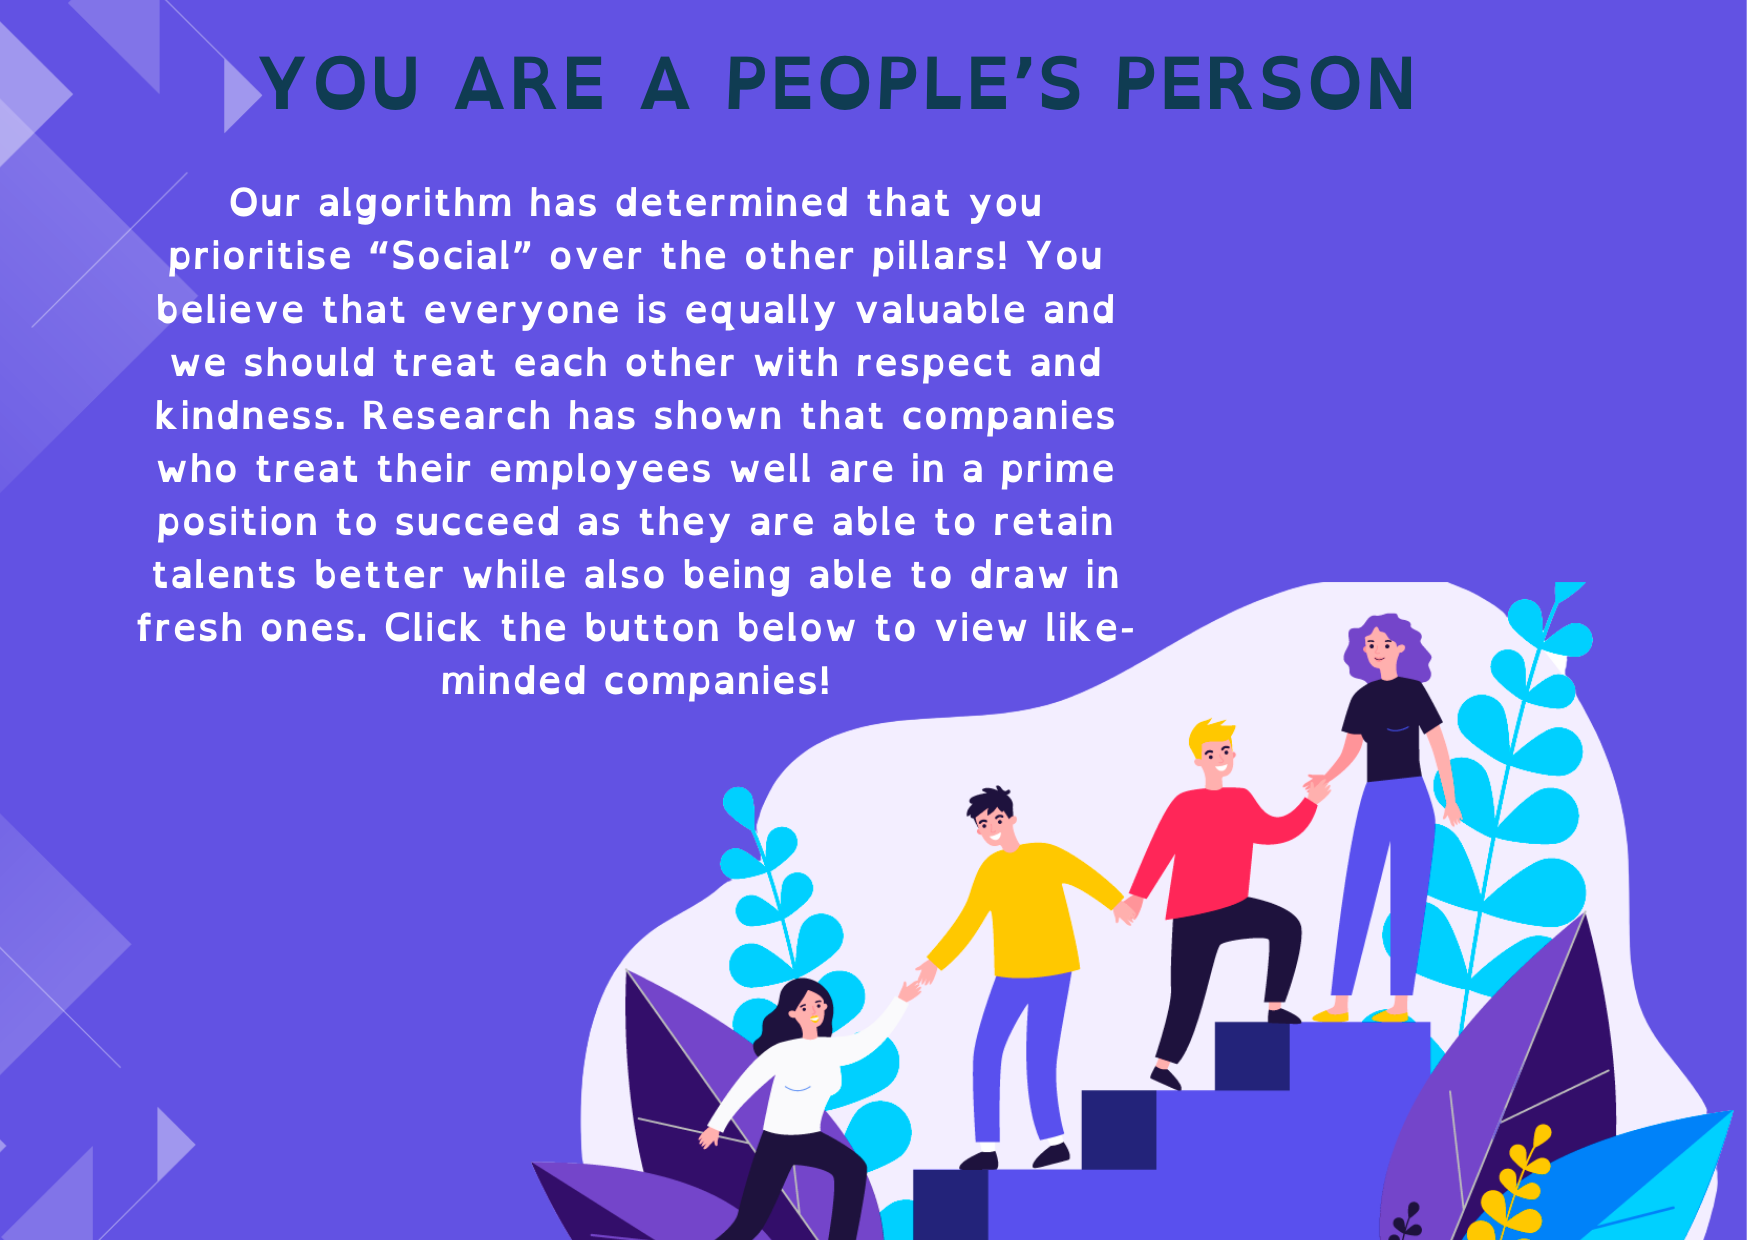 YOU ARE A PEOPLE’S PERSON
Our algorithm has determined that you
prioritise “Social” over the other pillars! You
believe that everyone is equally valuable and
we should treat each other with respect and
kindness. Research has shown that companies
who treat their employees well are in a prime
position to succeed as they are able to retain
talents better while also being able to draw in
fresh ones. Click the button below to view like-
minded companies!